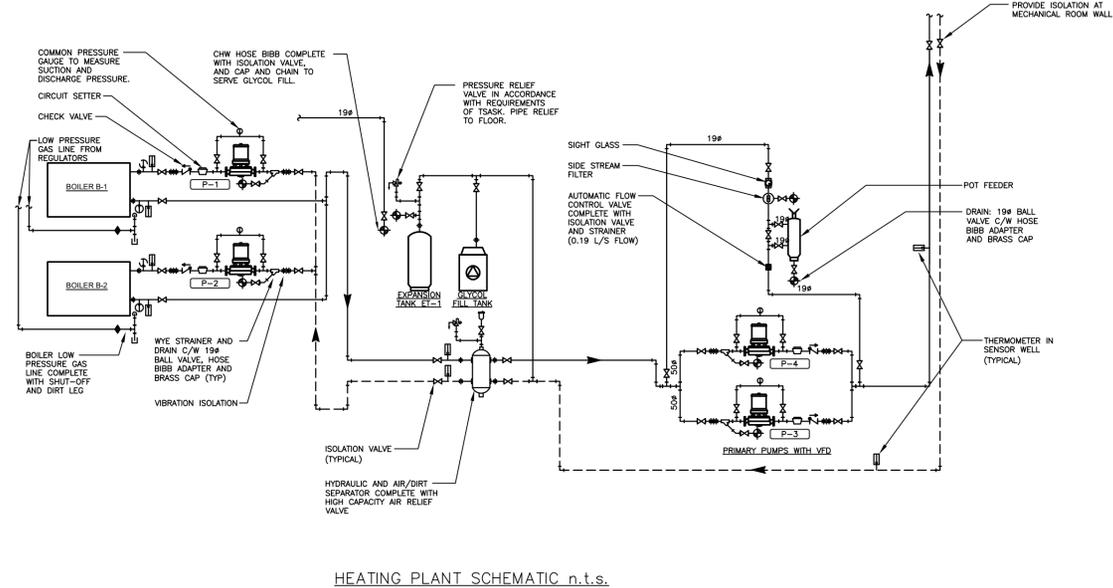 PROVIDE ISOLATION AT
MECHANICAL ROOM WALL
COMMON PRESSURE
GAUGE TO MEASURE
SUCTION AND
DISCHARGE PRESSURE.
CIRCUIT SETTER
CHECK VALVE
LOW PRESSURE
GAS LINE FROM
REGULATORS
BOILER B-1
P-1
CHW HOSE BIBB COMPLETE
WITH ISOLATION VALVE,
AND CAP AND CHAIN TO
SERVE GLYCOL FILL.
19ø
PRESSURE RELIEF
VALVE IN ACCORDANCE
WITH REQUIREMENTS
OF TSASK. PIPE RELIEF
TO FLOOR.
BOILER B-2
P-2
EXPANSION
TANK ET-1
GLYCOL
FILL TANK
BOILER LOW
PRESSURE GAS
LINE COMPLETE
WITH SHUT-OFF
AND DIRT LEG
WYE STRAINER AND
DRAIN C/W 19ø
BALL VALVE, HOSE
BIBB ADAPTER AND
BRASS CAP (TYP)
VIBRATION ISOLATION
ISOLATION VALVE
(TYPICAL)
HYDRAULIC AND AIR/DIRT
SEPARATOR COMPLETE WITH
HIGH CAPACITY AIR RELIEF
VALVE
19ø
SIGHT GLASS
SIDE STREAM
FILTER
AUTOMATIC FLOW
CONTROL VALVE
COMPLETE WITH
ISOLATION VALVE
AND STRAINER
(0.19 L/S FLOW)
19ø
19ø
19ø
POT FEEDER
DRAIN: 19ø BALL
VALVE C/W HOSE
BIBB ADAPTER
AND BRASS CAP
THERMOMETER IN
SENSOR WELL
(TYPICAL)
50ø
50ø
P-4
P-3
PRIMARY PUMPS WITH VFD
HEATING PLANT SCHEMATIC n.t.s.